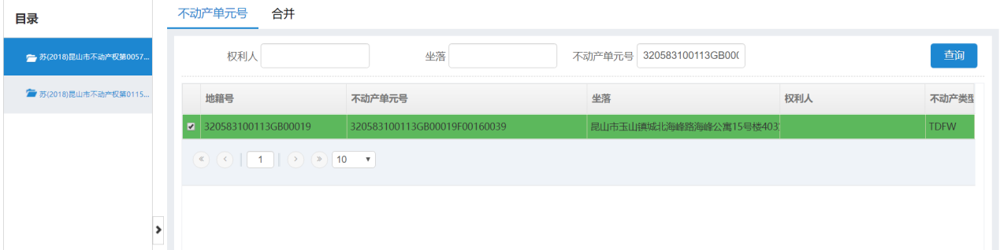 目录
苏(2018)昆山市不动产权第0057...
苏(2018)昆山市不动产权第0115...
不动产单元号 合并
权利人 坐落 不动产单元号 320583100113GB00( 查询
地籍号 不动产单元号 坐落 权利人 不动产类型
320583100113GB00019 320583100113GB00019F00160039 昆山市玉山镇城北海峰路海峰公寓15号楼403 TDFW
1 10